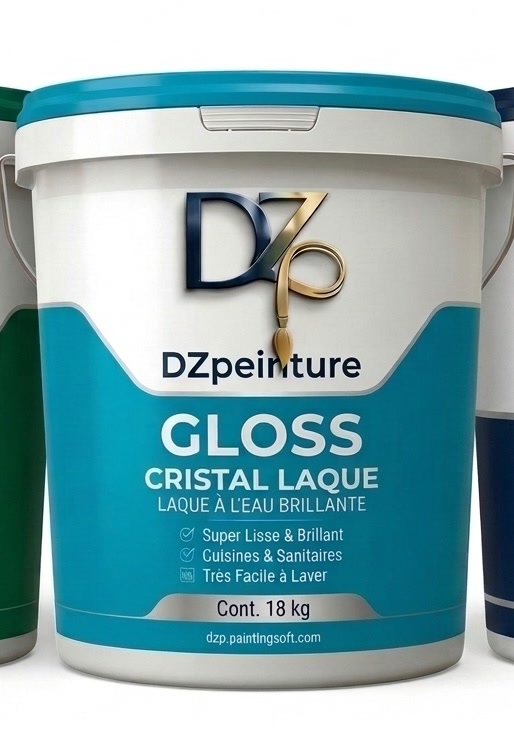 DZp
DZpeinture
GLOSS
CRISTAL LAQUE
LAQUE À L'EAU BRILLANTE
Super Lisse & Brillant
Cuisines & Sanitaires
Très Facile à Laver
Cont. 18 kg
dzp.paintingsoft.com